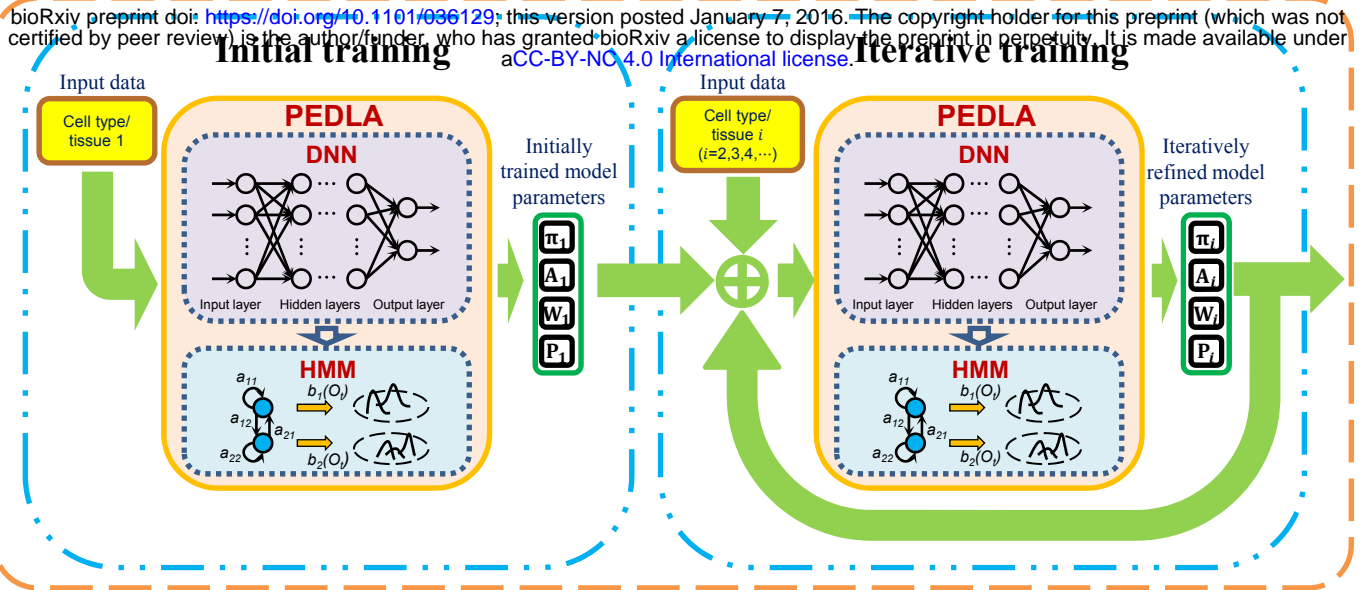 bioRxiv preprint doi: https://doi.org/10.1101/036129; this version posted January 7, 2016. The copyright holder for this preprint (which was not
certified by peer review) is the author/funder, who has granted bioRxiv a license to display the preprint in perpetuity. It is made available under
aCC-BY-NC 4.0 International license.
Initial training
Input data
Cell type/
tissue 1
PEDLA
DNN
Input layer Hidden layers Output layer
HMM
a11
a12
a21
a22
b1(Ot)
b2(Ot)
Initially
trained model
parameters
π1
A1
W1
P1
Iterative training
Input data
Cell type/
tissue i
(i=2,3,4,⋯)
PEDLA
DNN
Input layer Hidden layers Output layer
HMM
a11
a12
a21
a22
b1(Ot)
b2(Ot)
Iteratively
refined model
parameters
πi
Ai
Wi
Pi